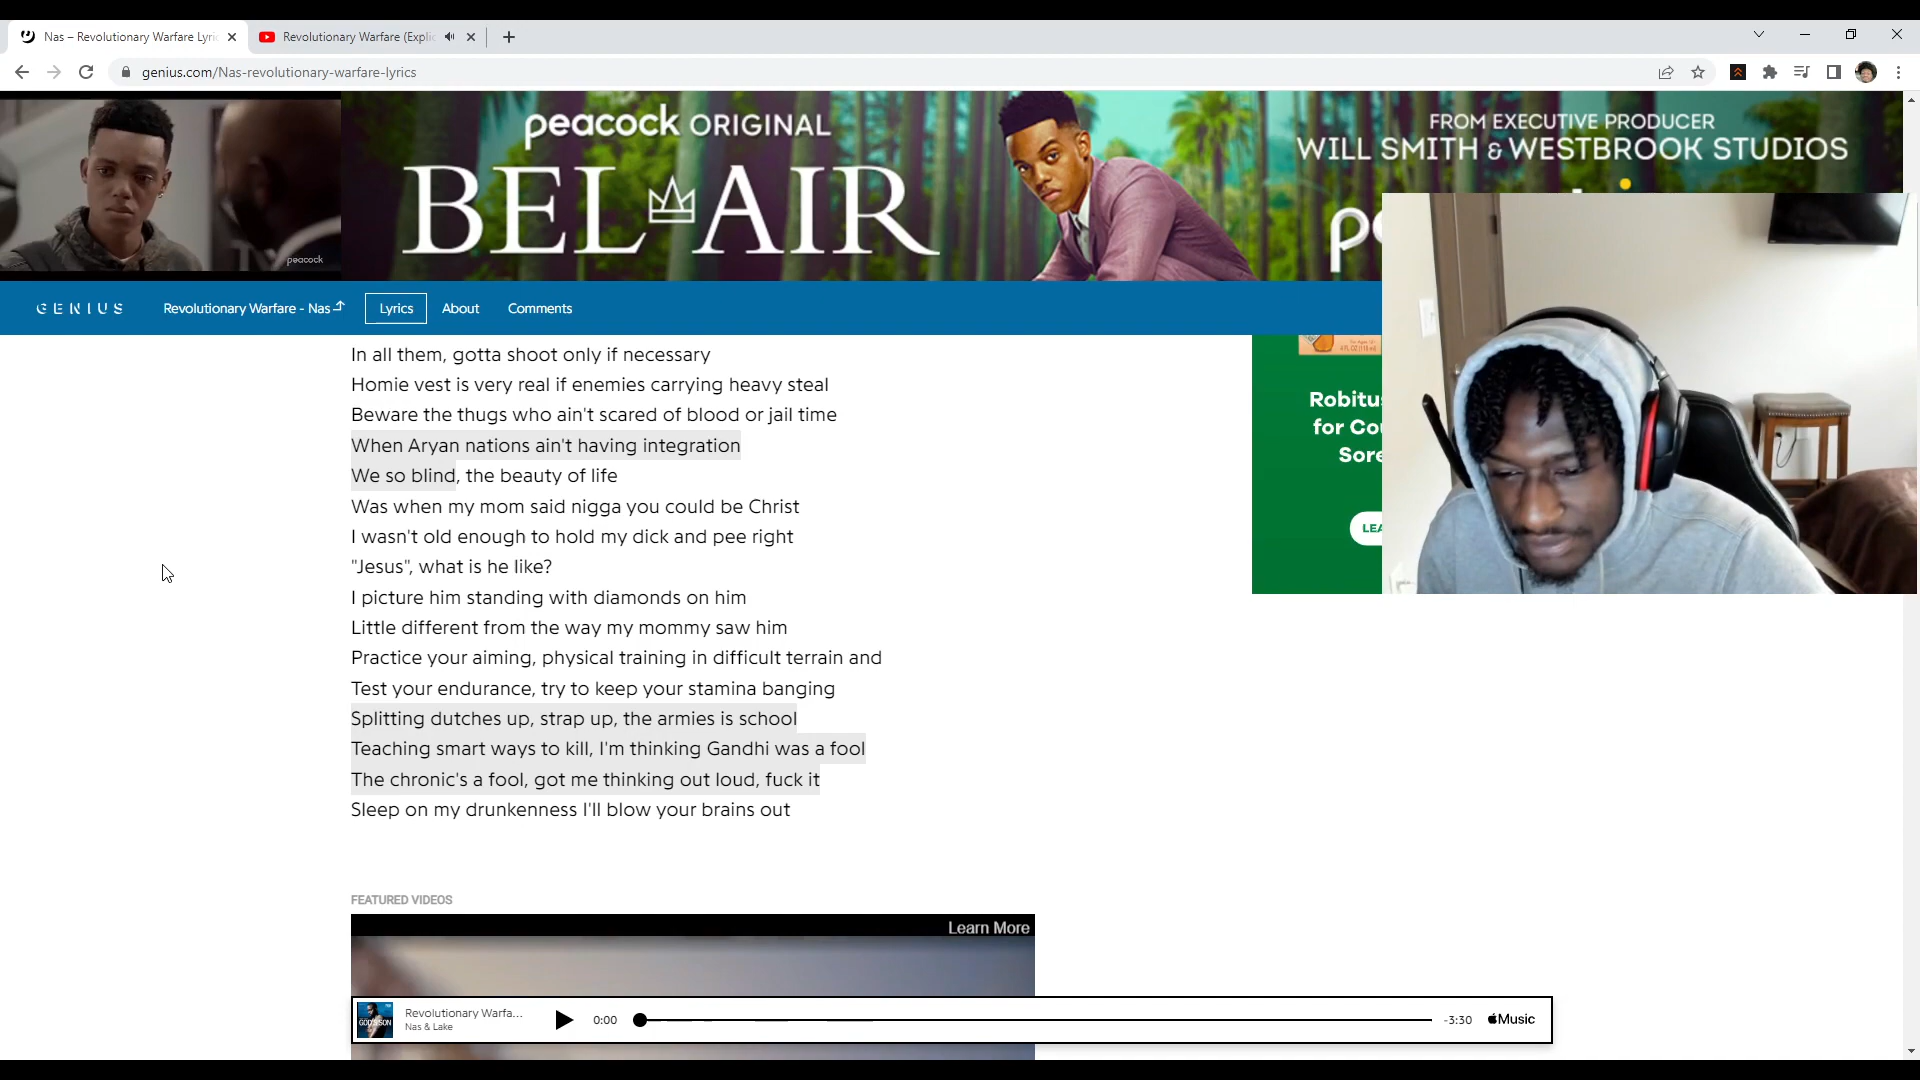 Nas – Revolutionary Warfare Lyri
Revolutionary Warfare (Explic
genius.com/Nas-revolutionary-warfare-lyrics
peacock
peacock ORIGINAL
BEL-AIR
FROM EXECUTIVE PRODUCER
WILL SMITH & WESTBROOK STUDIOS
GENIUS
Revolutionary Warfare - Nas
Lyrics
About
Comments
In all them, gotta shoot only if necessary
Homie vest is very real if enemies carrying heavy steal
Beware the thugs who ain't scared of blood or jail time
When Aryan nations ain't having integration
We so blind, the beauty of life
Was when my mom said nigga you could be Christ
I wasn't old enough to hold my dick and pee right
"Jesus", what is he like?
I picture him standing with diamonds on him
Little different from the way my mommy saw him
Practice your aiming, physical training in difficult terrain and
Test your endurance, try to keep your stamina banging
Splitting dutches up, strap up, the armies is school
Teaching smart ways to kill, I'm thinking Gandhi was a fool
The chronic's a fool, got me thinking out loud, fuck it
Sleep on my drunkenness I'll blow your brains out
Robitus
for Cou
Sore
LEA
FEATURED VIDEOS
Learn More
GOD'S SON
Revolutionary Warfa...
Nas & Lake
0:00
-3:30
Music